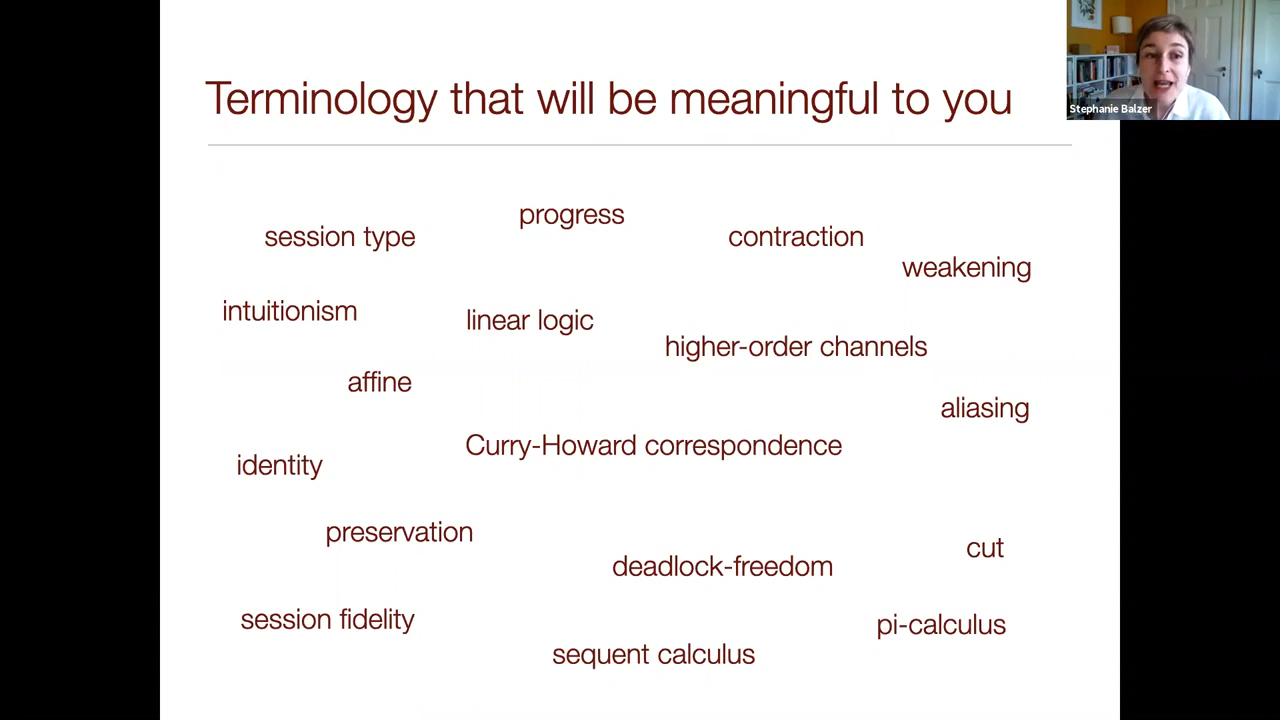 Terminology that will be meaningful to you
Stephanie Balzer
progress
session type
contraction
weakening
intuitionism
linear logic
higher-order channels
affine
aliasing
Curry-Howard correspondence
identity
preservation
cut
deadlock-freedom
session fidelity
pi-calculus
sequent calculus